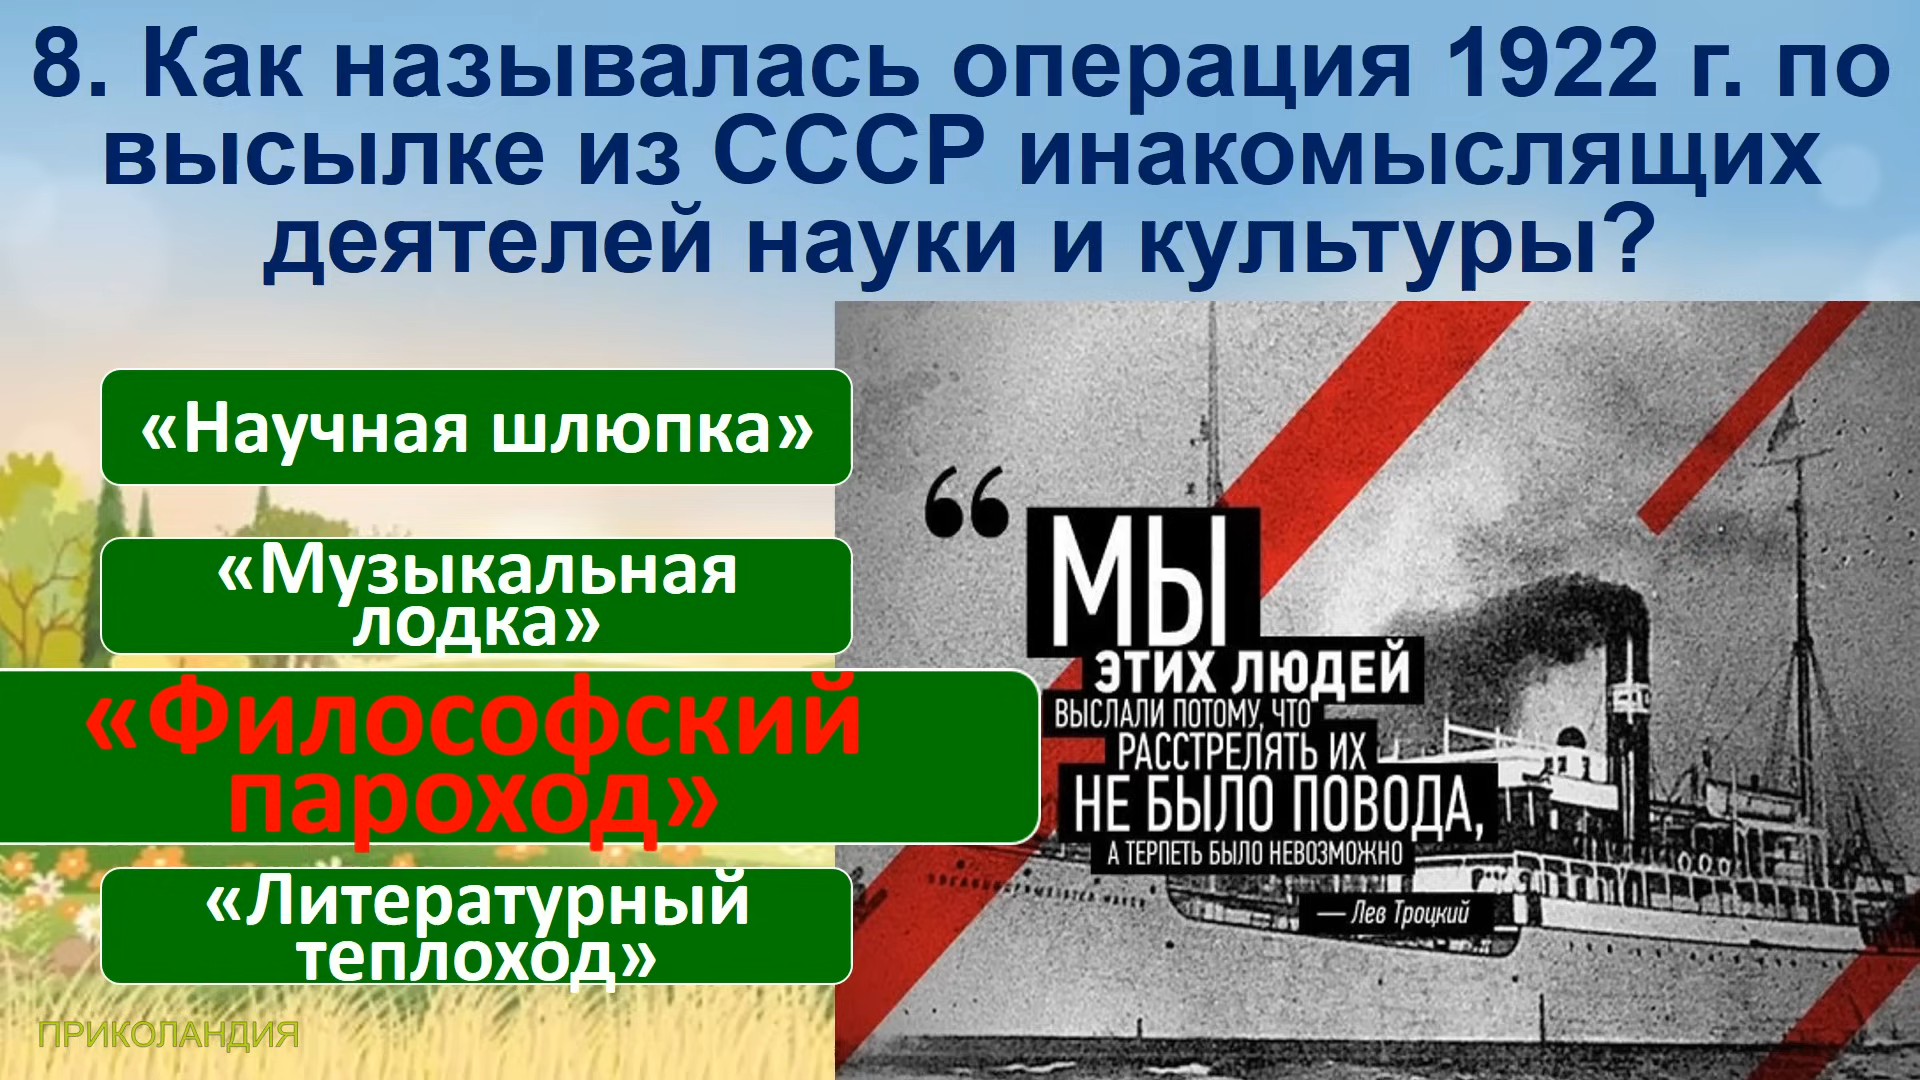 8. Как называлась операция 1922 г. по
высылке из СССР инакомыслящих
деятелей науки и культуры?
«Научная шлюпка»
«Музыкальная
лодка»
«Философский
пароход»
«Литературный
теплоход»
ПРИКОЛАНДИЯ
“
МЫ
ЭТИХ ЛЮДЕЙ
ВЫСЛАЛИ ПОТОМУ, ЧТО
РАССТРЕЛЯТЬ ИХ
НЕ БЫЛО ПОВОДА,
А ТЕРПЕТЬ БЫЛО НЕВОЗМОЖНО
— Лев Троцкий